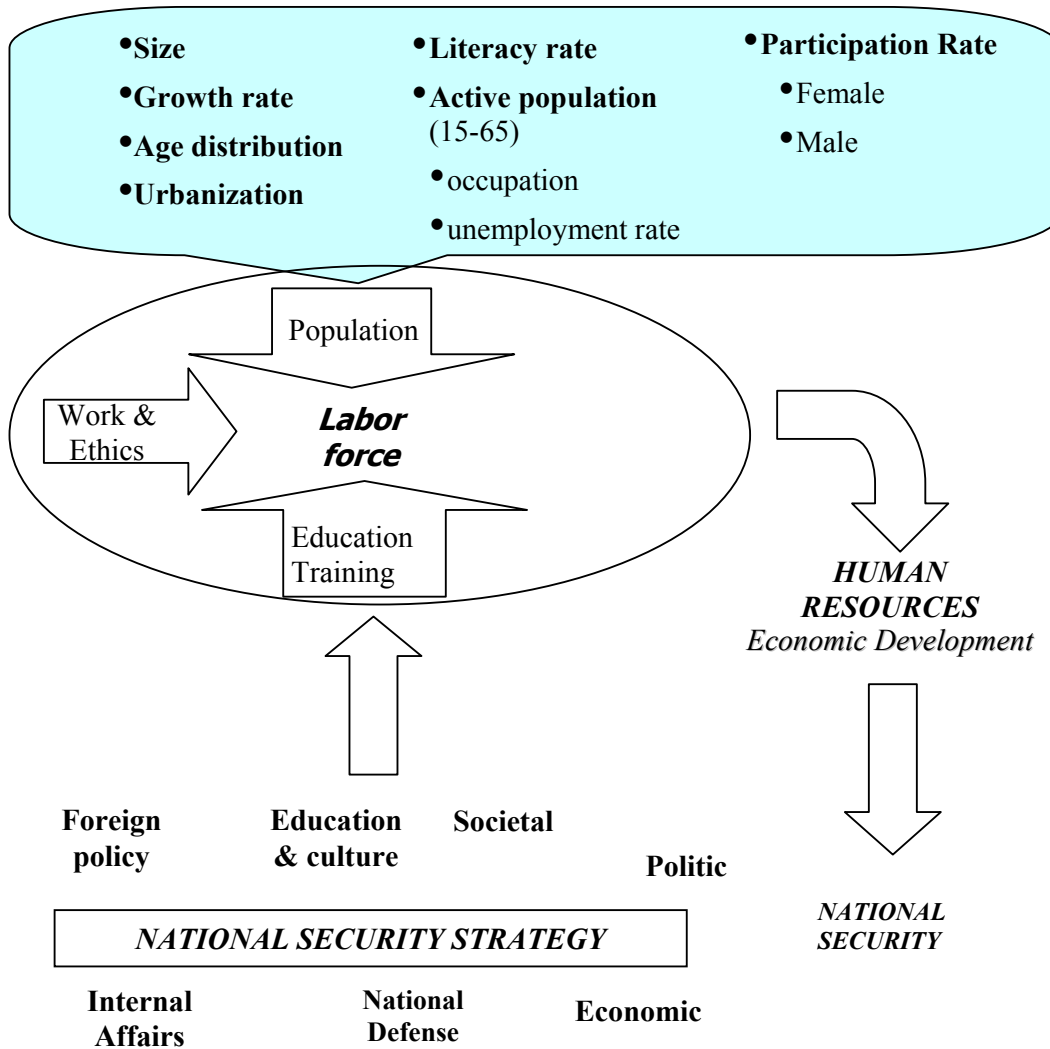 •Size
•Growth rate
•Age distribution
•Urbanization
•Literacy rate
•Active population
(15-65)
•occupation
•unemployment rate
•Participation Rate
•Female
•Male
Population
Work &
Ethics
Labor
force
Education
Training
HUMAN
RESOURCES
Economic Development
Foreign
policy
Education
& culture
Societal
Politic
NATIONAL SECURITY STRATEGY
NATIONAL
SECURITY
Internal
Affairs
National
Defense
Economic